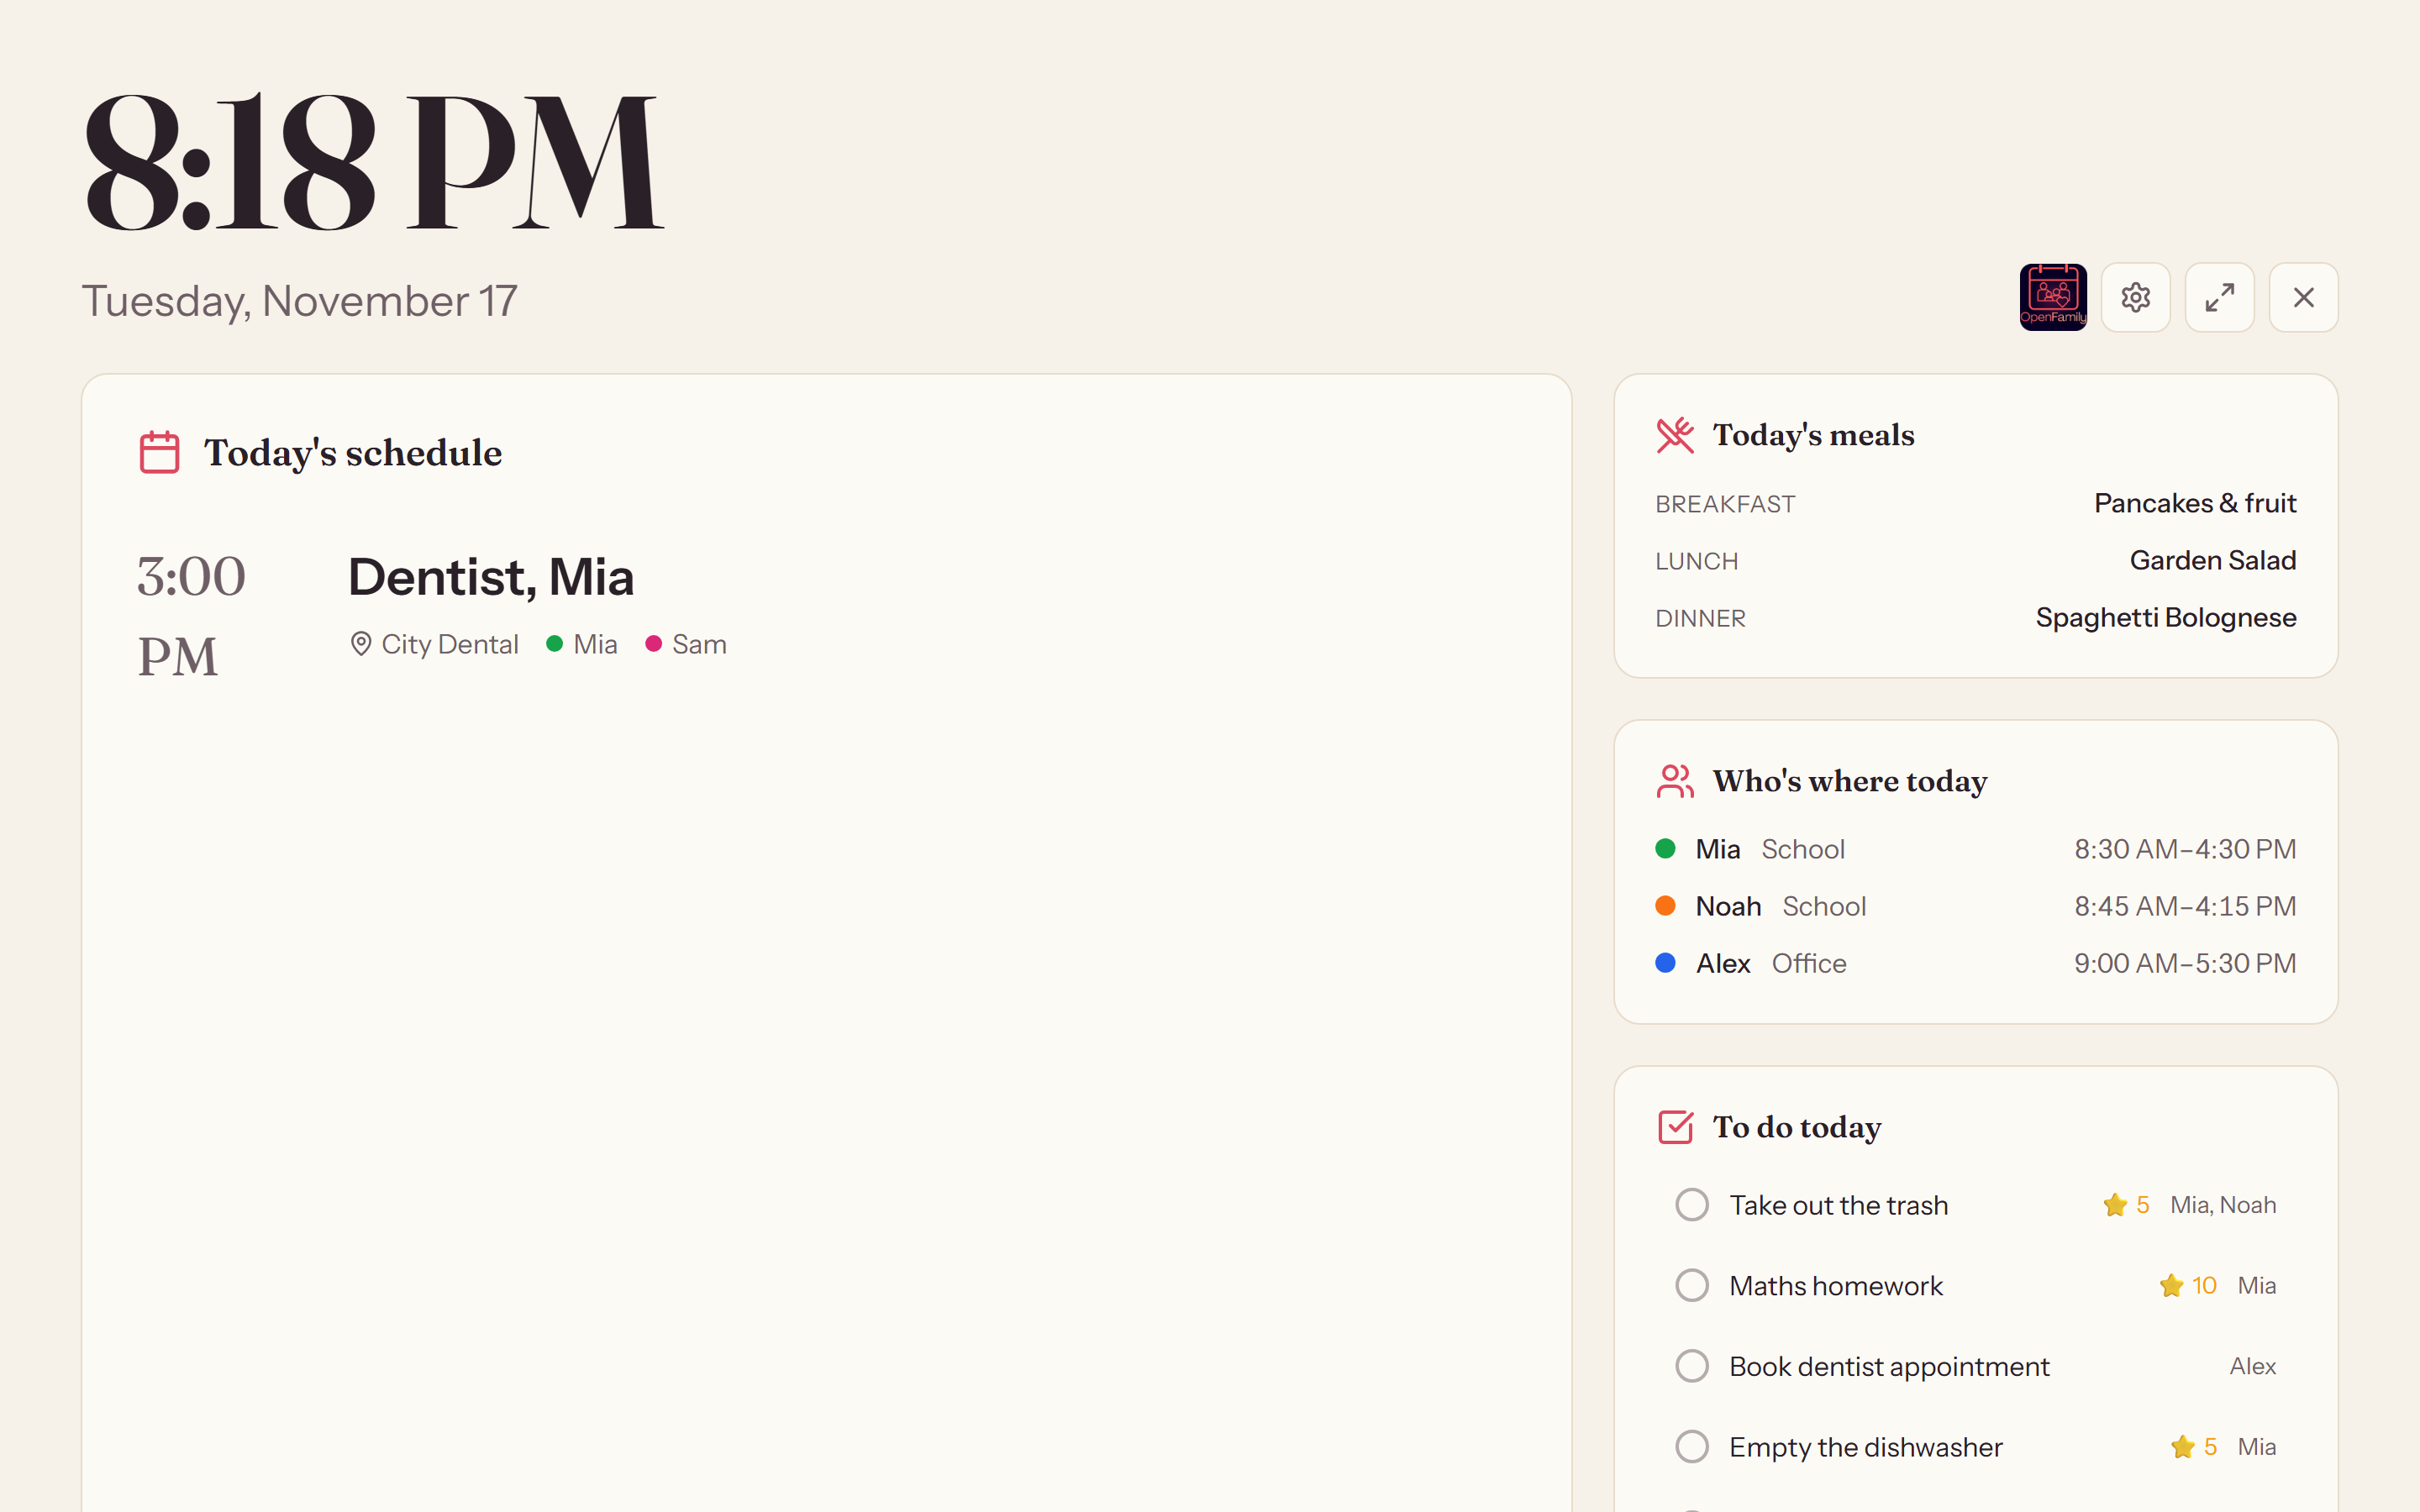 8:18 PM
Tuesday, November 17
OpenFamily
Today's schedule
3:00
PM
Dentist, Mia
City Dental Mia Sam
Today's meals
BREAKFAST Pancakes & fruit
LUNCH Garden Salad
DINNER Spaghetti Bolognese
Who's where today
Mia School 8:30 AM–4:30 PM
Noah School 8:45 AM–4:15 PM
Alex Office 9:00 AM–5:30 PM
To do today
Take out the trash 5 Mia, Noah
Maths homework 10 Mia
Book dentist appointment Alex
Empty the dishwasher 5 Mia